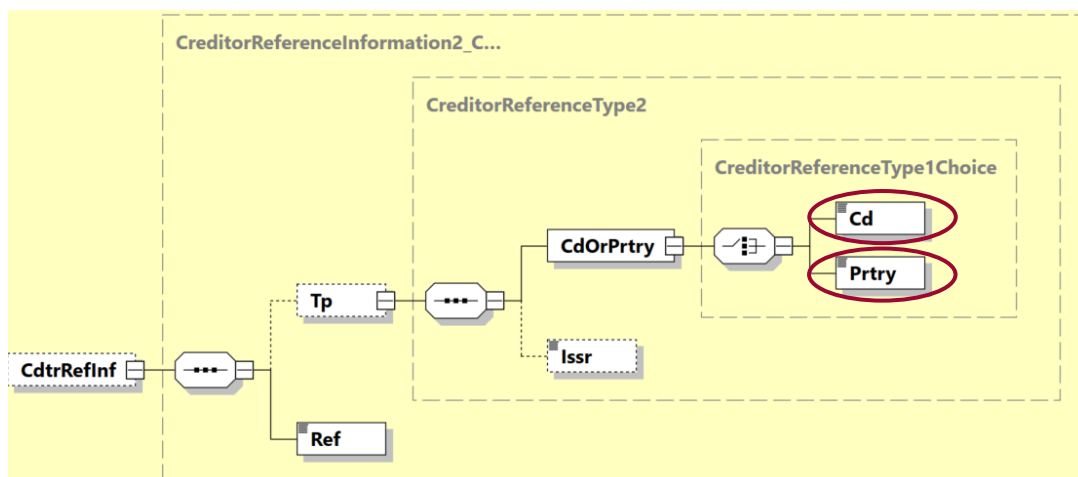 CreditorReferenceInformation2_C...
CreditorReferenceType2
CreditorReferenceType1Choice
Cd
CdOrPrtry
Prtry
Tp
Issr
CdtrRefInf
Ref